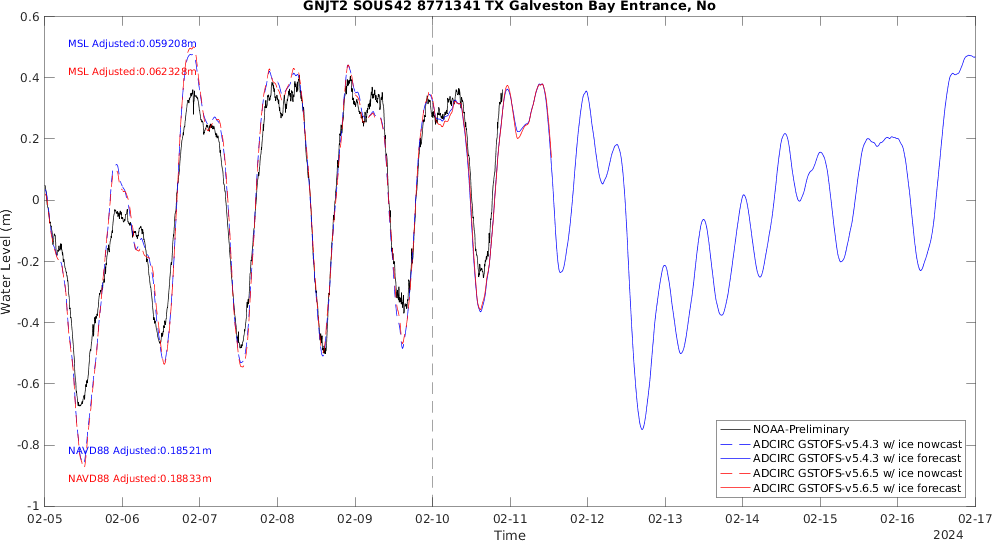 GNJT2 SOUS42 8771341 TX Galveston Bay Entrance, No
0.6
0.4
0.2
0
-0.2
-0.4
-0.6
-0.8
-1
Water Level (m)
MSL Adjusted:0.059208m
MSL Adjusted:0.062328m
NAVD88 Adjusted:0.18521m
NAVD88 Adjusted:0.18833m
NOAA-Preliminary
ADCIRC GSTOFS-v5.4.3 w/ ice nowcast
ADCIRC GSTOFS-v5.4.3 w/ ice forecast
ADCIRC GSTOFS-v5.6.5 w/ ice nowcast
ADCIRC GSTOFS-v5.6.5 w/ ice forecast
02-05 02-06 02-07 02-08 02-09 02-10 02-11 02-12 02-13 02-14 02-15 02-16 02-17
Time
2024